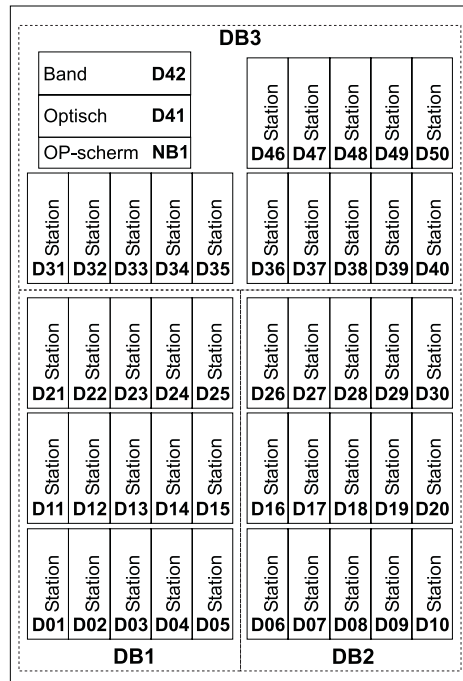 DB3
Band D42
Optisch D41
OP-scherm NB1
Station Station Station Station Station
D46 D47 D48 D49 D50
Station Station Station Station Station
D31 D32 D33 D34 D35
Station Station Station Station Station
D36 D37 D38 D39 D40
Station Station Station Station Station
D21 D22 D23 D24 D25
Station Station Station Station Station
D26 D27 D28 D29 D30
Station Station Station Station Station
D11 D12 D13 D14 D15
Station Station Station Station Station
D16 D17 D18 D19 D20
Station Station Station Station Station
D01 D02 D03 D04 D05
Station Station Station Station Station
D06 D07 D08 D09 D10
DB1
DB2